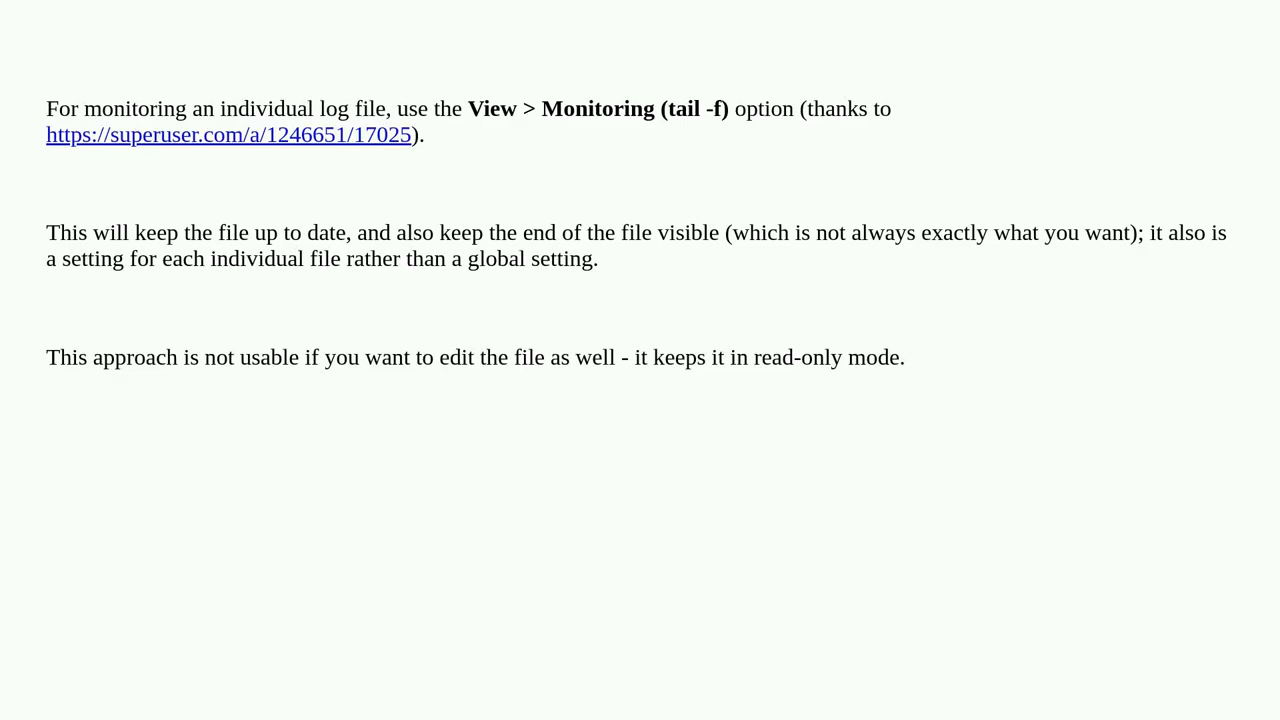 For monitoring an individual log file, use the View > Monitoring (tail -f) option (thanks to
https://superuser.com/a/1246651/17025).
This will keep the file up to date, and also keep the end of the file visible (which is not always exactly what you want); it also is
a setting for each individual file rather than a global setting.
This approach is not usable if you want to edit the file as well - it keeps it in read-only mode.